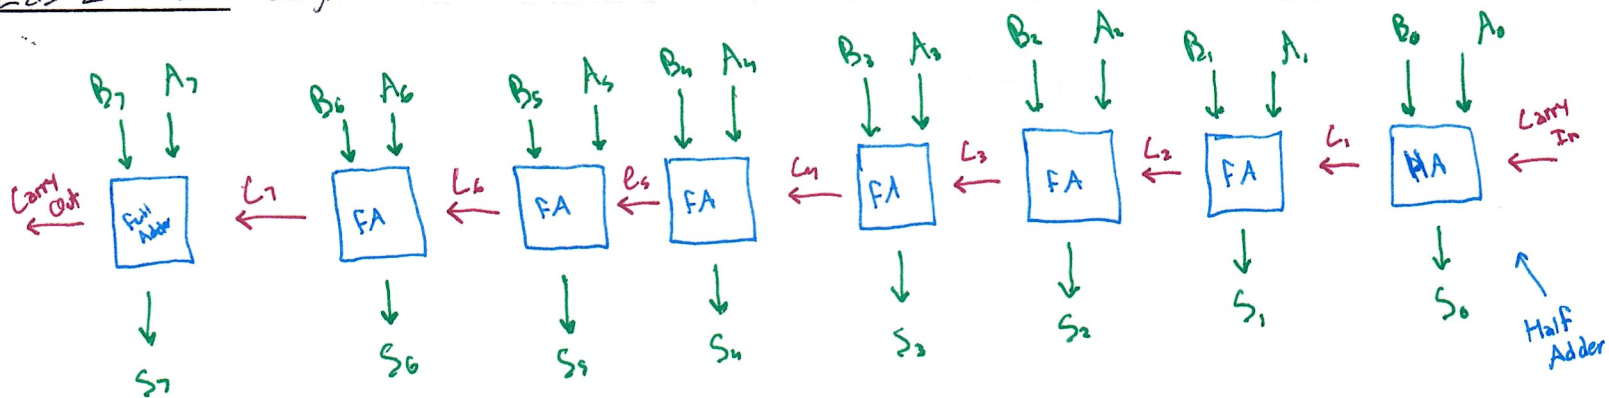 B7 A7 B6 A6 B5 A5 B4 A4 B3 A3 B2 A2 B1 A1 B0 A0
Carry Out Full Adder C7 FA C6 FA C5 FA C4 FA C3 FA C2 FA C1 HA Carry In
S7 S6 S5 S4 S3 S2 S1 S0
Half
Adder